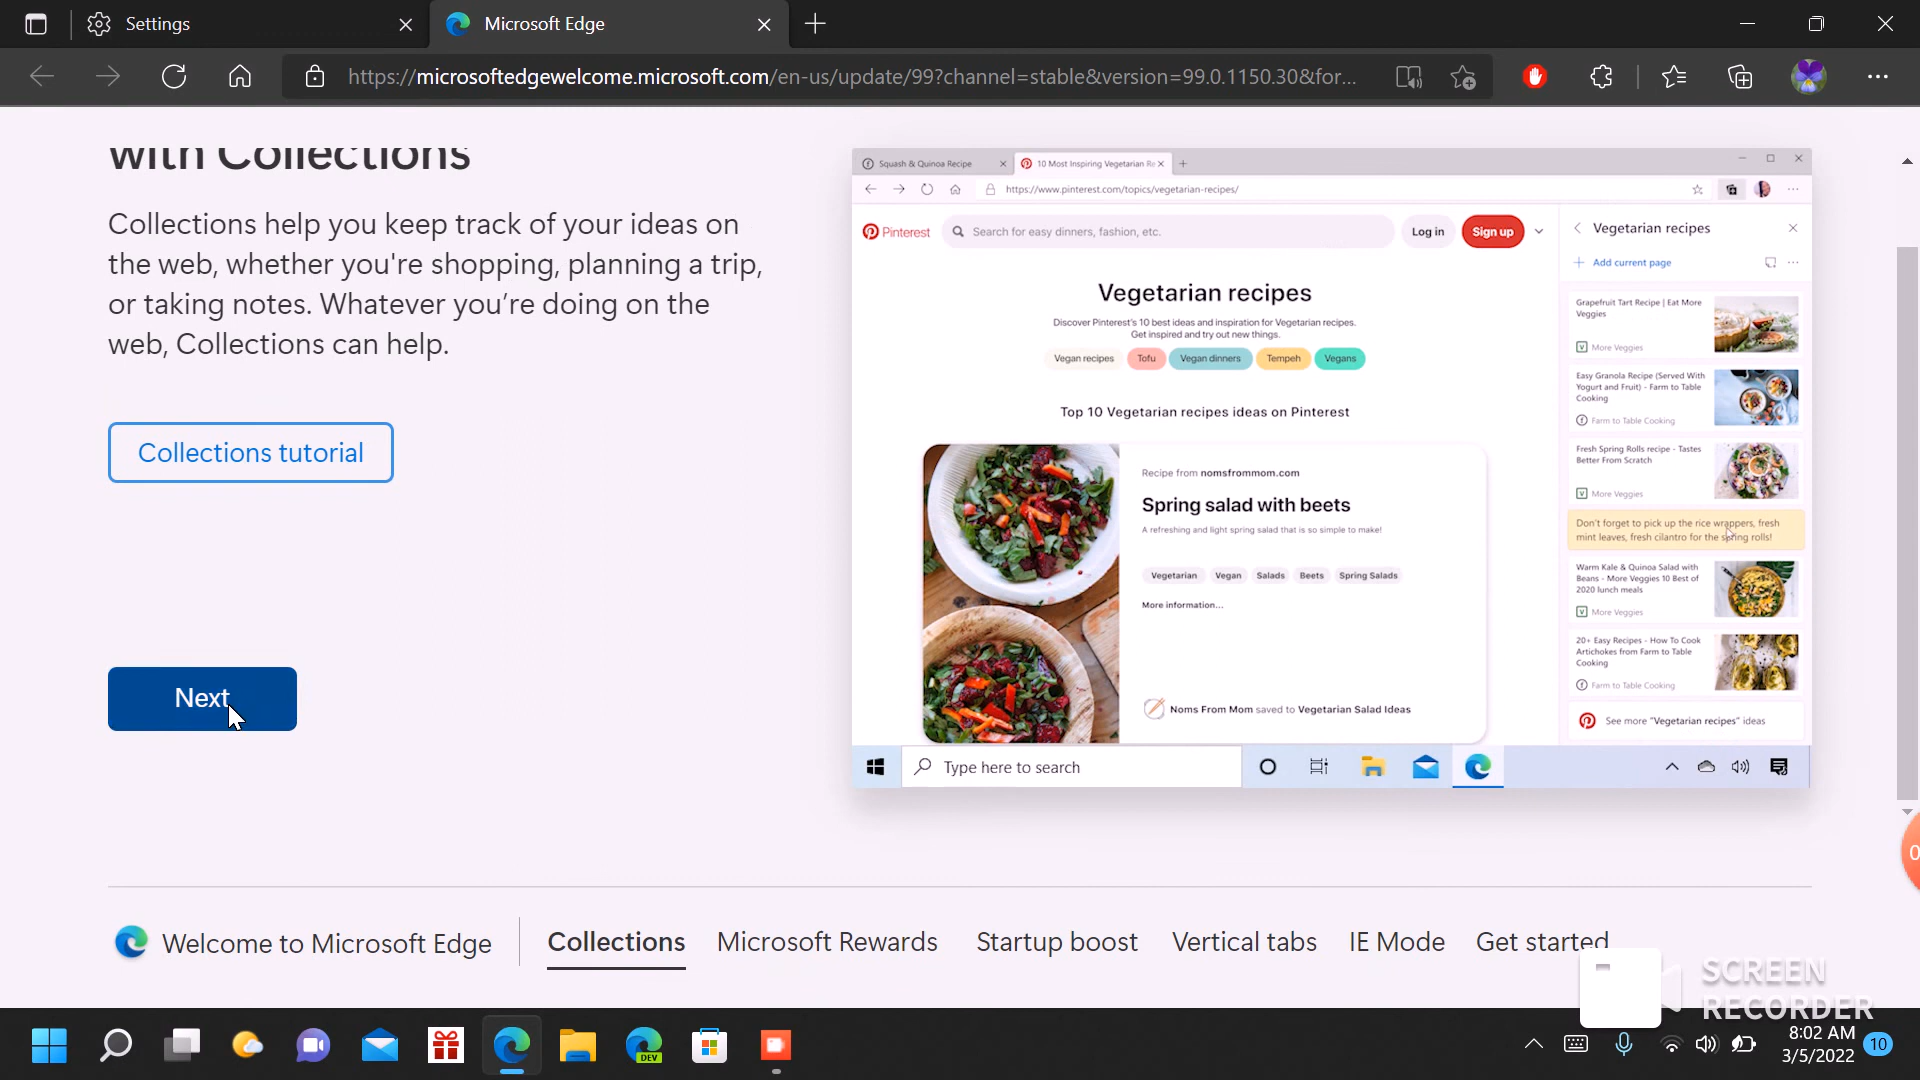 Settings
Microsoft Edge
https://microsoftedgewelcome.microsoft.com/en-us/update/99?channel=stable&version=99.0.1150.30&for...
with Collections
Collections help you keep track of your ideas on
the web, whether you're shopping, planning a trip,
or taking notes. Whatever you're doing on the
web, Collections can help.
Collections tutorial
Next
Squash & Quinoa Recipe
10 Most Inspiring Vegetarian Re
https://www.pinterest.com/topics/vegetarian-recipes/
Pinterest
Search for easy dinners, fashion, etc.
Log in
Sign up
Vegetarian recipes
Discover Pinterest's 10 best ideas and inspiration for Vegetarian recipes.
Get inspired and try out new things.
Vegan recipes
Tofu
Vegan dinners
Tempeh
Vegans
Top 10 Vegetarian recipes ideas on Pinterest
Recipe from nomsfrommom.com
Spring salad with beets
A refreshing and light spring salad that is so simple to make!
Vegetarian
Vegan
Salads
Beets
Spring Salads
More information...
Noms From Mom saved to Vegetarian Salad Ideas
Vegetarian recipes
Add current page
Grapefruit Tart Recipe | Eat More
Veggies
More Veggies
Easy Granola Recipe (Served With
Yogurt and Fruit) - Farm to Table
Cooking
Farm to Table Cooking
Fresh Spring Rolls recipe - Tastes
Better From Scratch
More Veggies
Don't forget to pick up the rice wrappers, fresh
mint leaves, fresh cilantro for the spring rolls!
Warm Kale & Quinoa Salad with
Beans - More Veggies 10 Best of
2020 lunch meals
More Veggies
20+ Easy Recipes - How To Cook
Artichokes from Farm to Table
Cooking
Farm to Table Cooking
See more "Vegetarian recipes" ideas
Type here to search
0
Welcome to Microsoft Edge
Collections
Microsoft Rewards
Startup boost
Vertical tabs
IE Mode
Get started
SCREEN
RECORDER
DEV
8:02 AM
3/5/2022
10